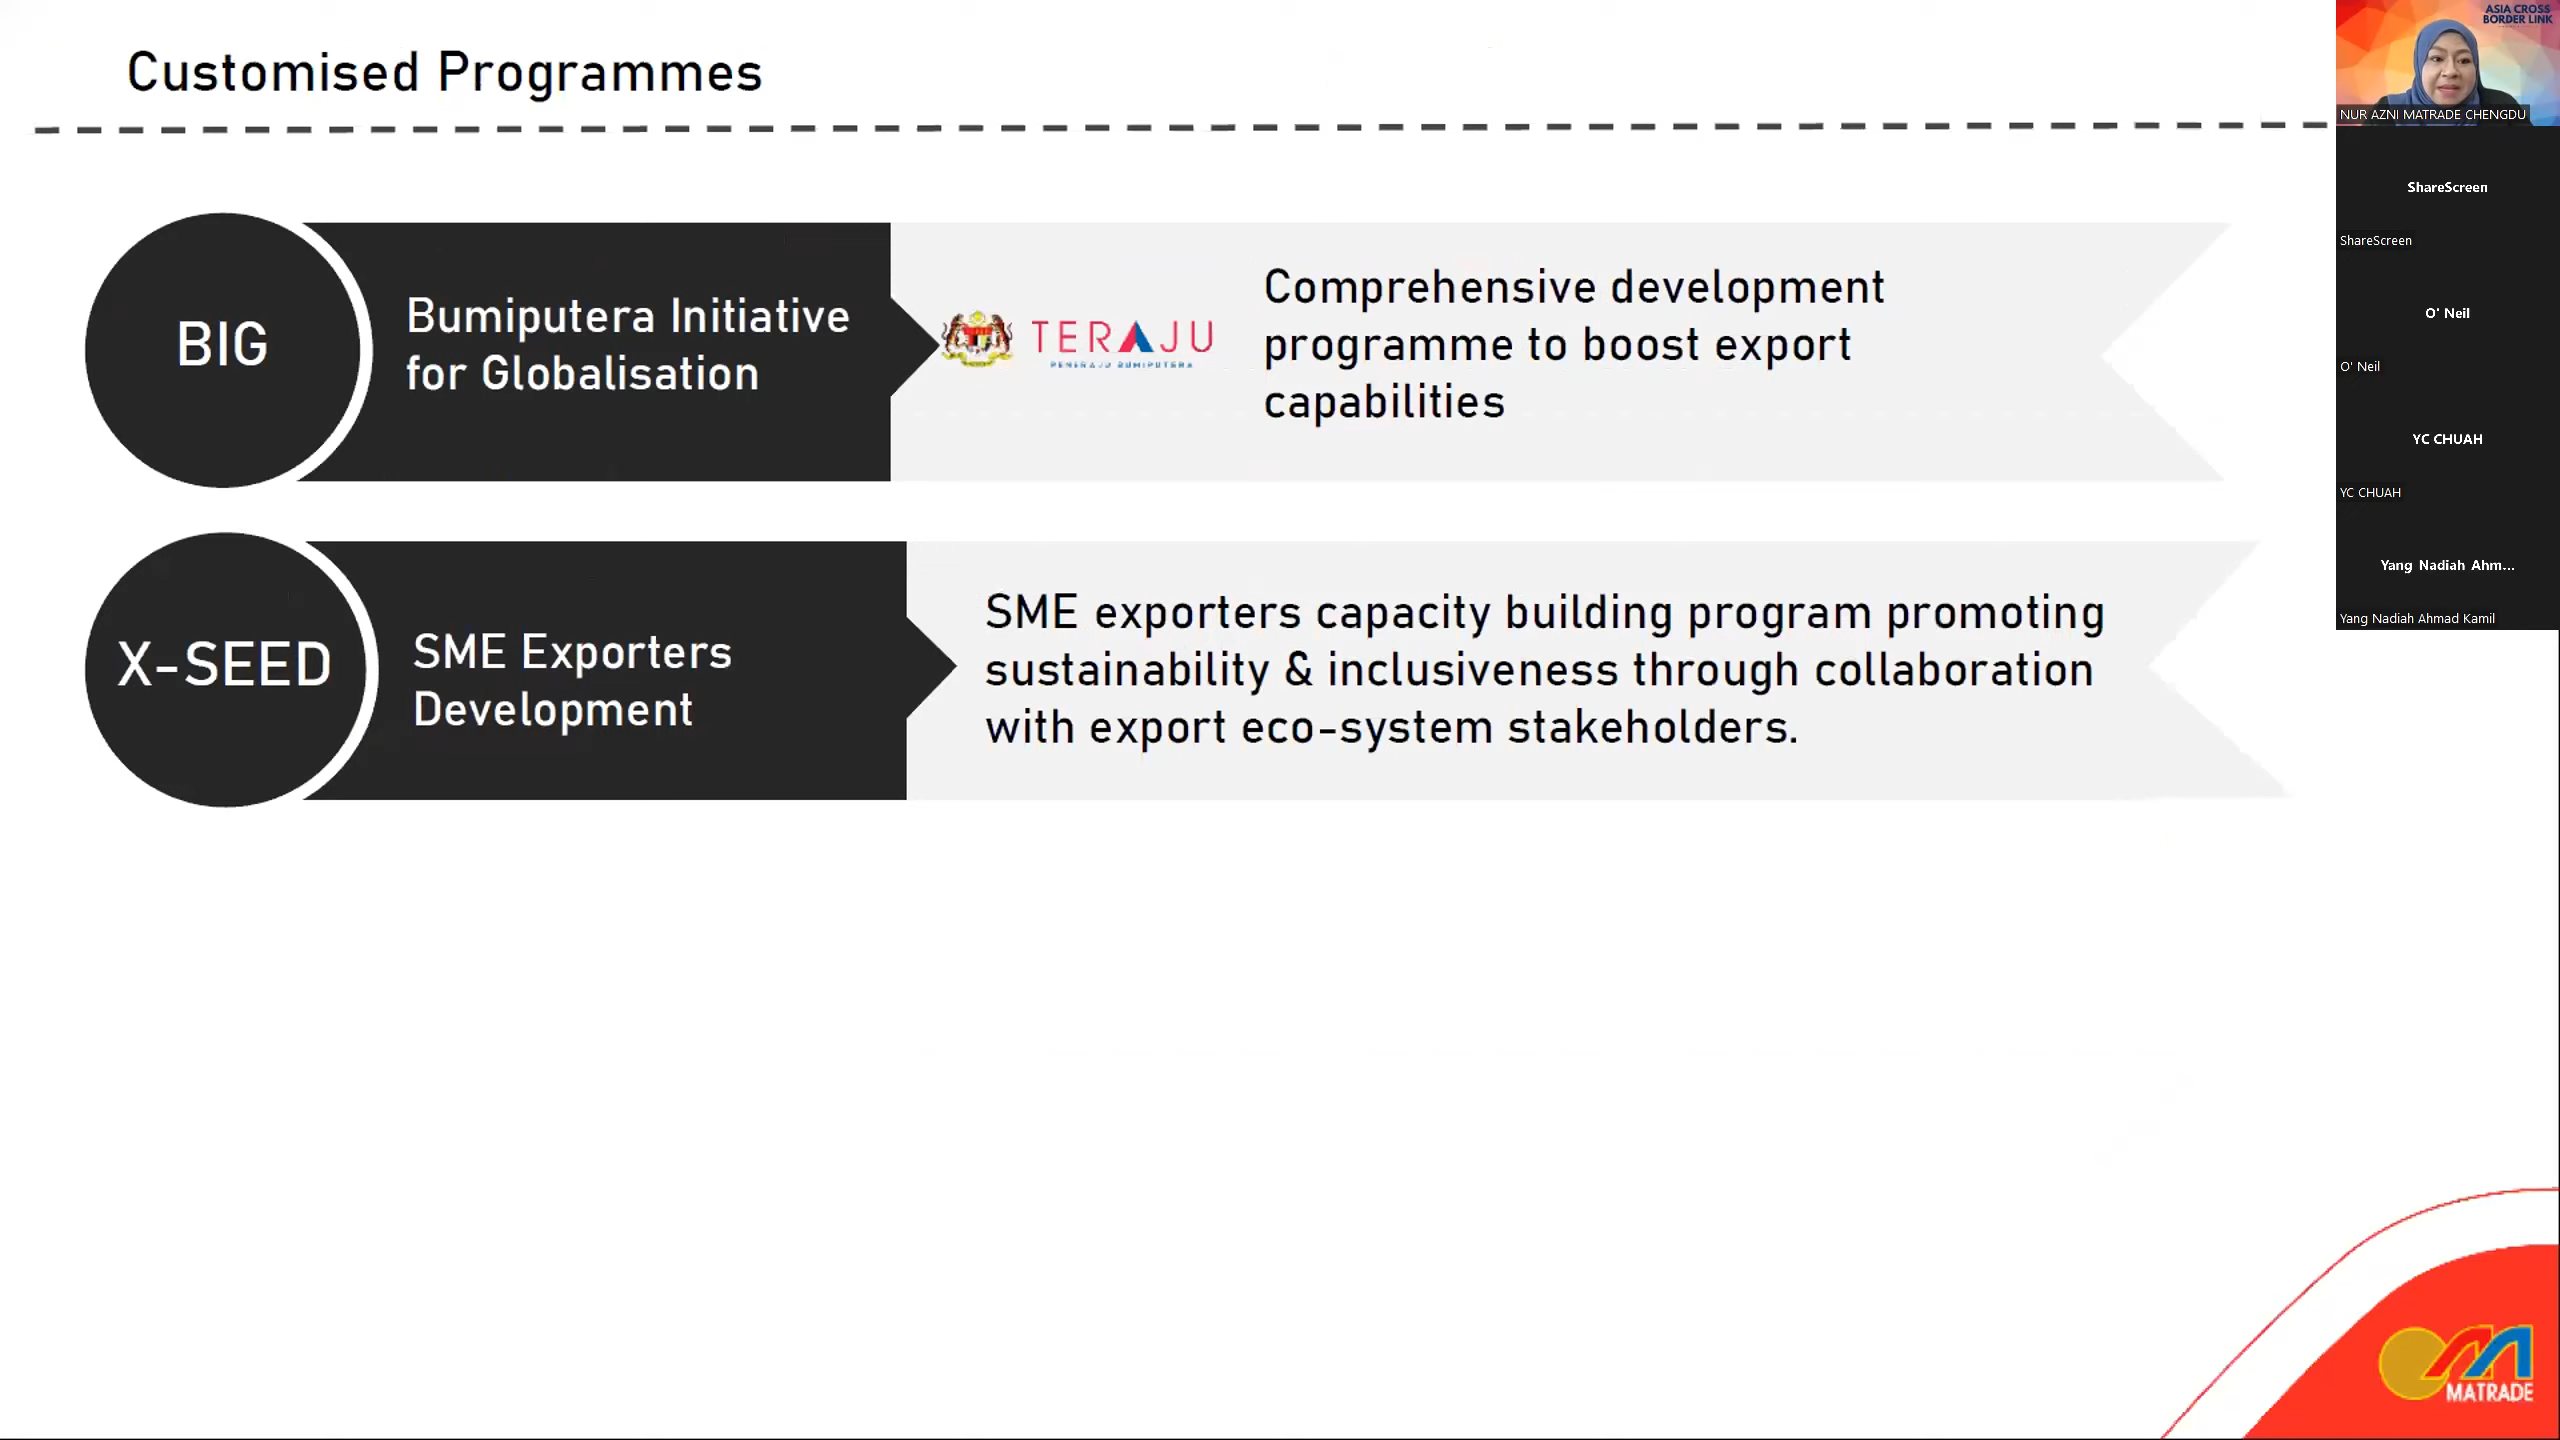 Customised Programmes
BIG
Bumiputera Initiative
for Globalisation
TERAJU
PENERAJU BUMIPUTERA
Comprehensive development
programme to boost export
capabilities
X-SEED
SME Exporters
Development
SME exporters capacity building program promoting
sustainability & inclusiveness through collaboration
with export eco-system stakeholders.
ASIA CROSS
BORDER LINK
NUR AZNI MATRADE CHENGDU
ShareScreen
ShareScreen
O' Neil
O' Neil
YC CHUAH
YC CHUAH
Yang Nadiah Ahm...
Yang Nadiah Ahmad Kamil
MATRADE